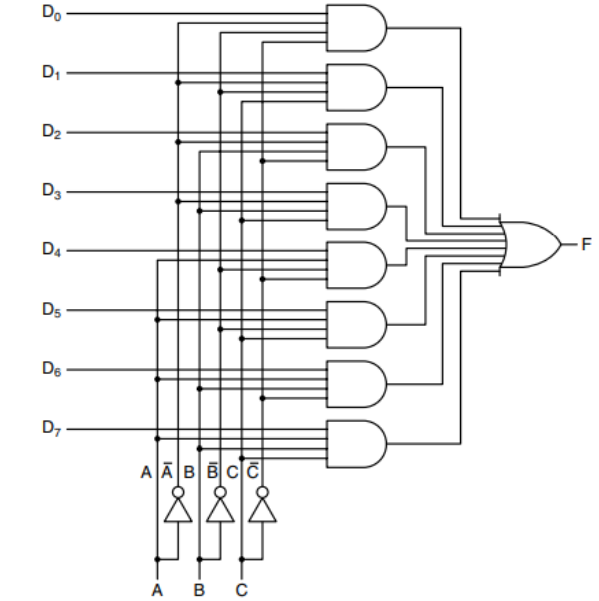 D₀
D₁
D₂
D₃
D₄
F
D₅
D₆
D₇
A A̅ B B̅ C C̅
A B C